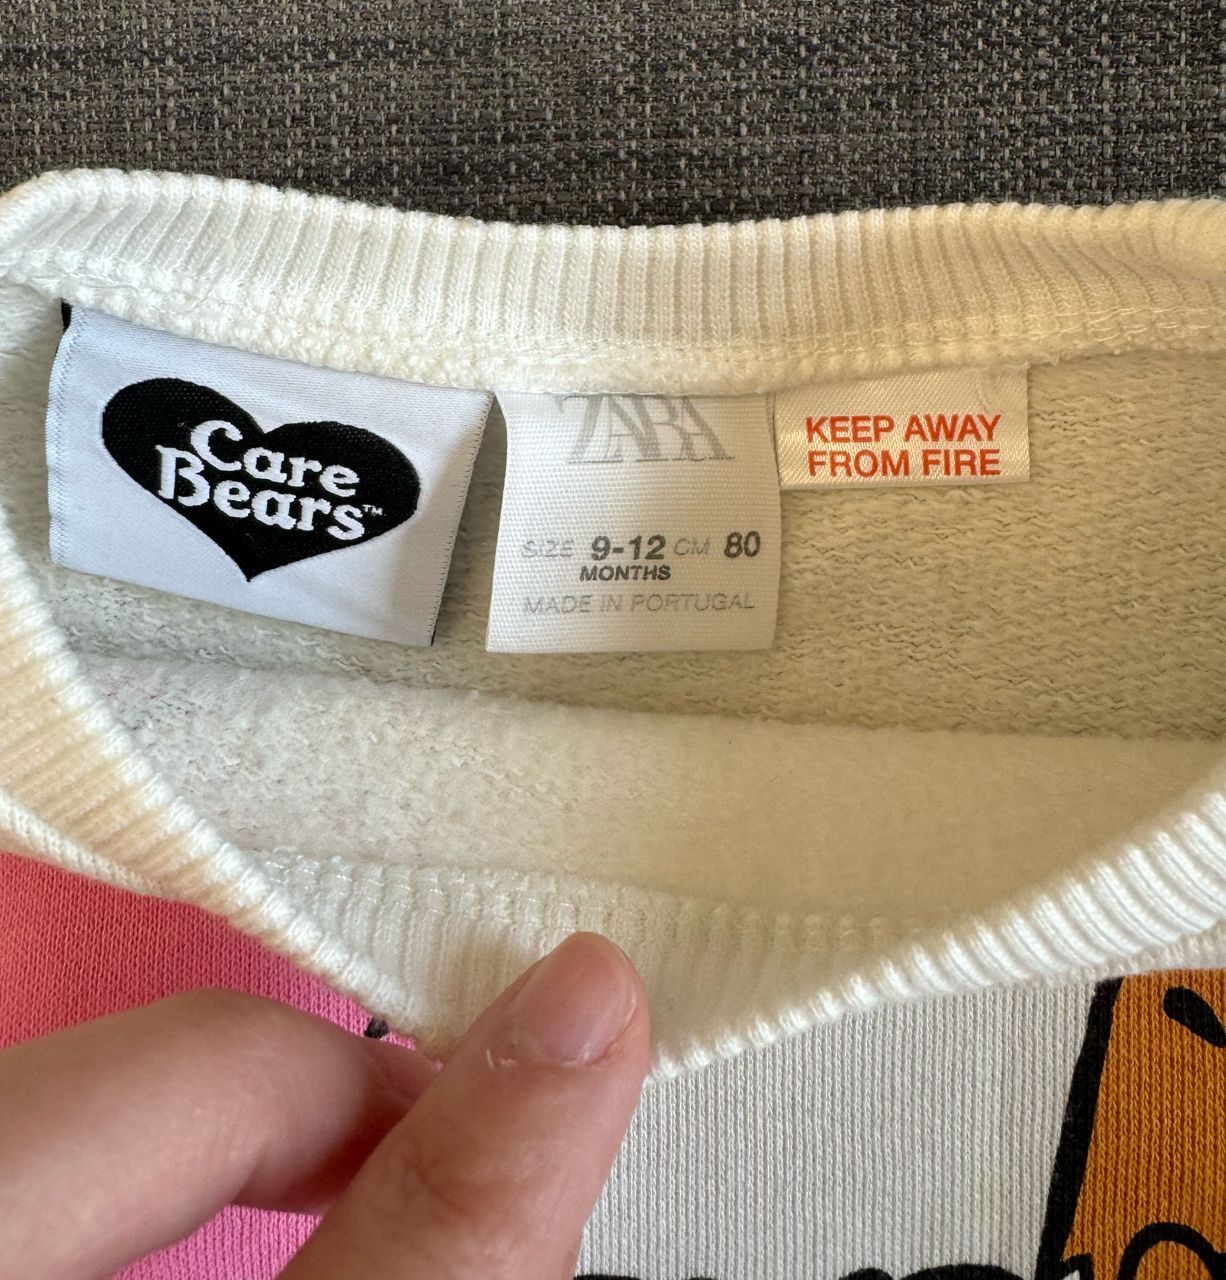 Care
Bears™
ZARA
SIZE 9-12 CM 80
MONTHS
MADE IN PORTUGAL
KEEP AWAY
FROM FIRE